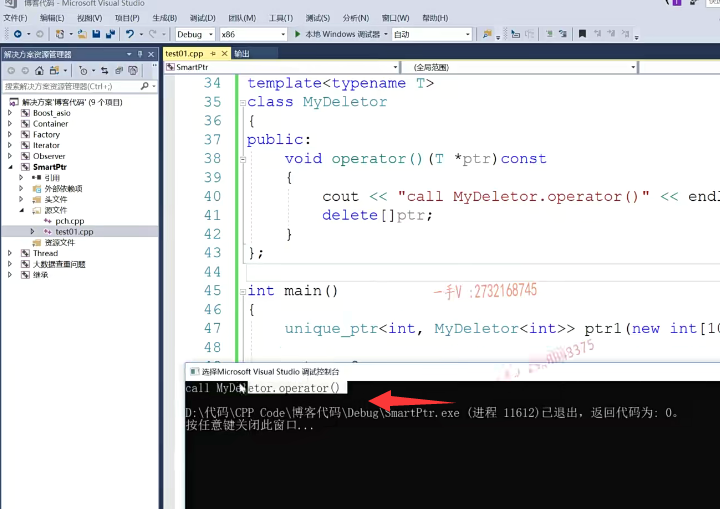 博客代码 - Microsoft Visual Studio
文件(F) 编辑(E) 视图(V) 项目(P) 生成(B) 调试(D) 团队(M) 工具(T) 测试(S) 分析(N) 窗口(W) 帮助(H)
Debug x86 本地 Windows 调试器 自动
解决方案资源管理器
搜索解决方案资源管理器(Ctrl+;)
解决方案'博客代码' (9 个项目)
Boost_asio
Container
Factory
Iterator
Observer
SmartPtr
引用
外部依赖项
头文件
源文件
pch.cpp
test01.cpp
资源文件
Thread
大数据查重问题
继承
test01.cpp 输出
SmartPtr (全局范围)
34 template<typename T>
35 class MyDeletor
36 {
37 public:
38 void operator()(T *ptr)const
39 {
40 cout << "call MyDeletor.operator()" << endl
41 delete[]ptr;
42 }
43 };
44
45 int main()
46 {
47 unique_ptr<int, MyDeletor<int>> ptr1(new int[10
48
一手V :2732168745
选择Microsoft Visual Studio 调试控制台
call MyDeletor.operator()
D:\代码\CPP Code\博客代码\Debug\SmartPtr.exe (进程 11612)已退出，返回代码为: 0。
按任意键关闭此窗口...